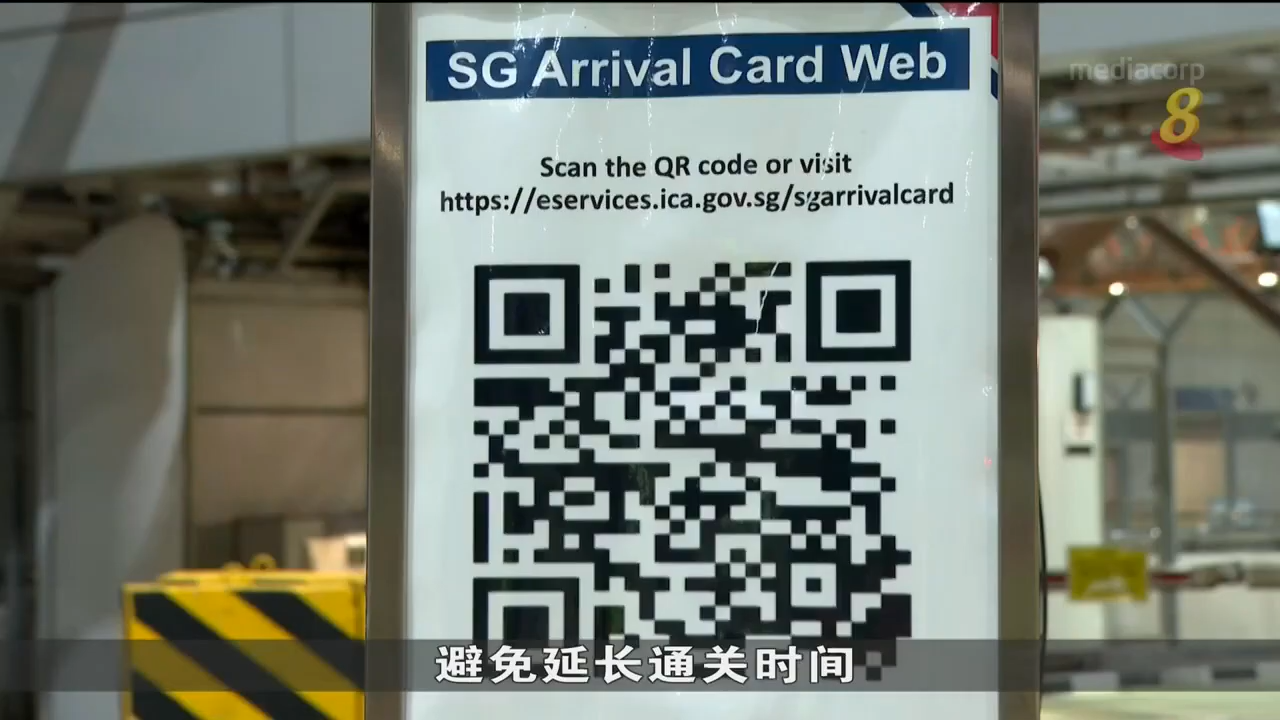 SG Arrival Card Web
mediacorp
8
Scan the QR code or visit
https://eservices.ica.gov.sg/sgarrivalcard
避免延长通关时间